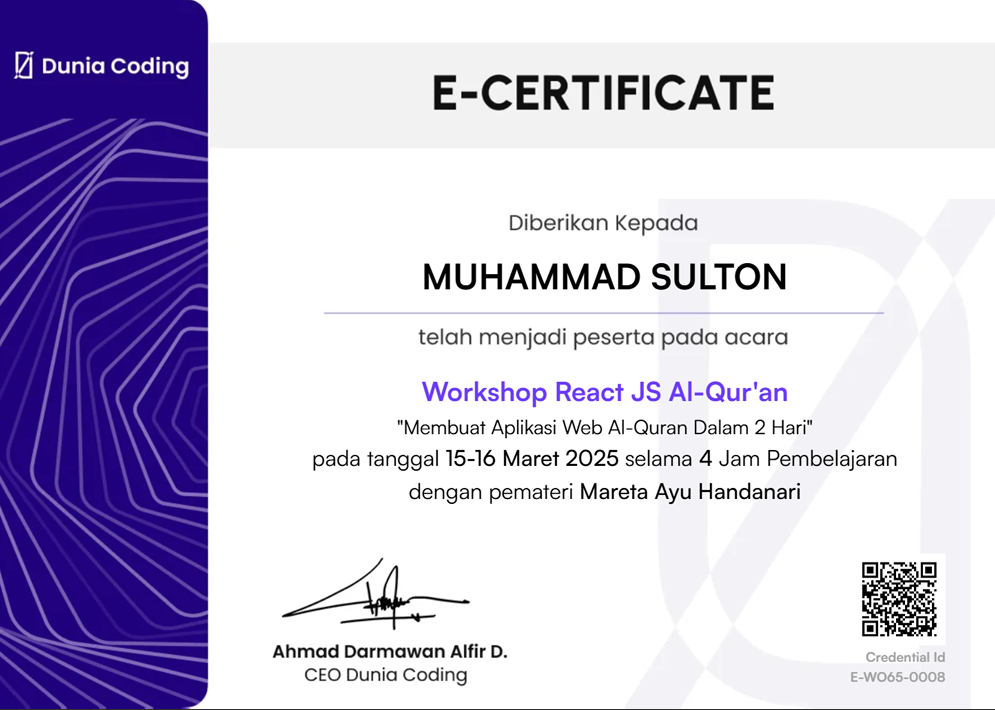 Dunia Coding
E-CERTIFICATE
Diberikan Kepada
MUHAMMAD SULTON
telah menjadi peserta pada acara
Workshop React JS Al-Qur'an
"Membuat Aplikasi Web Al-Quran Dalam 2 Hari"
pada tanggal 15-16 Maret 2025 selama 4 Jam Pembelajaran
dengan pemateri Mareta Ayu Handanari
Ahmad Darmawan Alfir D.
CEO Dunia Coding
Credential Id
E-WO65-0008